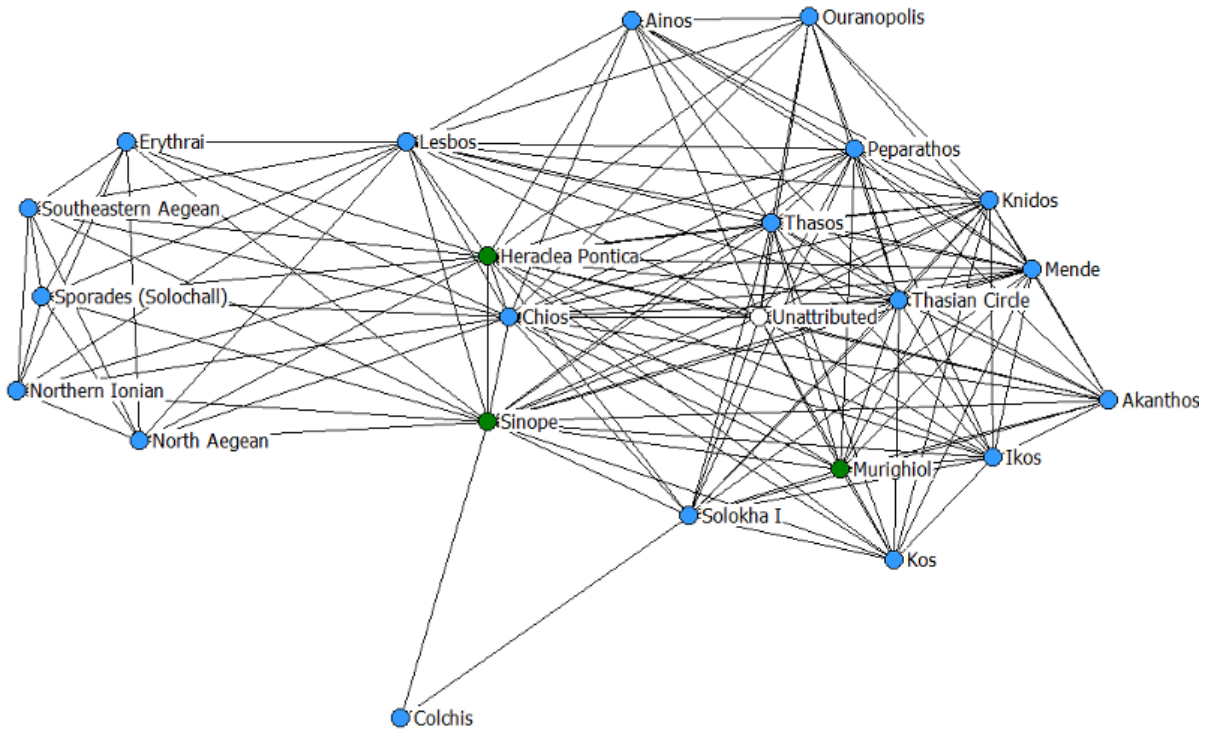 Ainos
Ouranopolis
Erythrai
Lesbos
Peparathos
Southeastern Aegean
Knidos
Thasos
Heraclea Pontica
Mende
Sporades (Solochall)
Thasian Circle
Chios
Unattributed
Northern Ionian
Akanthos
Sinope
North Aegean
Ikos
Murighiol
Solokha I
Kos
Colchis